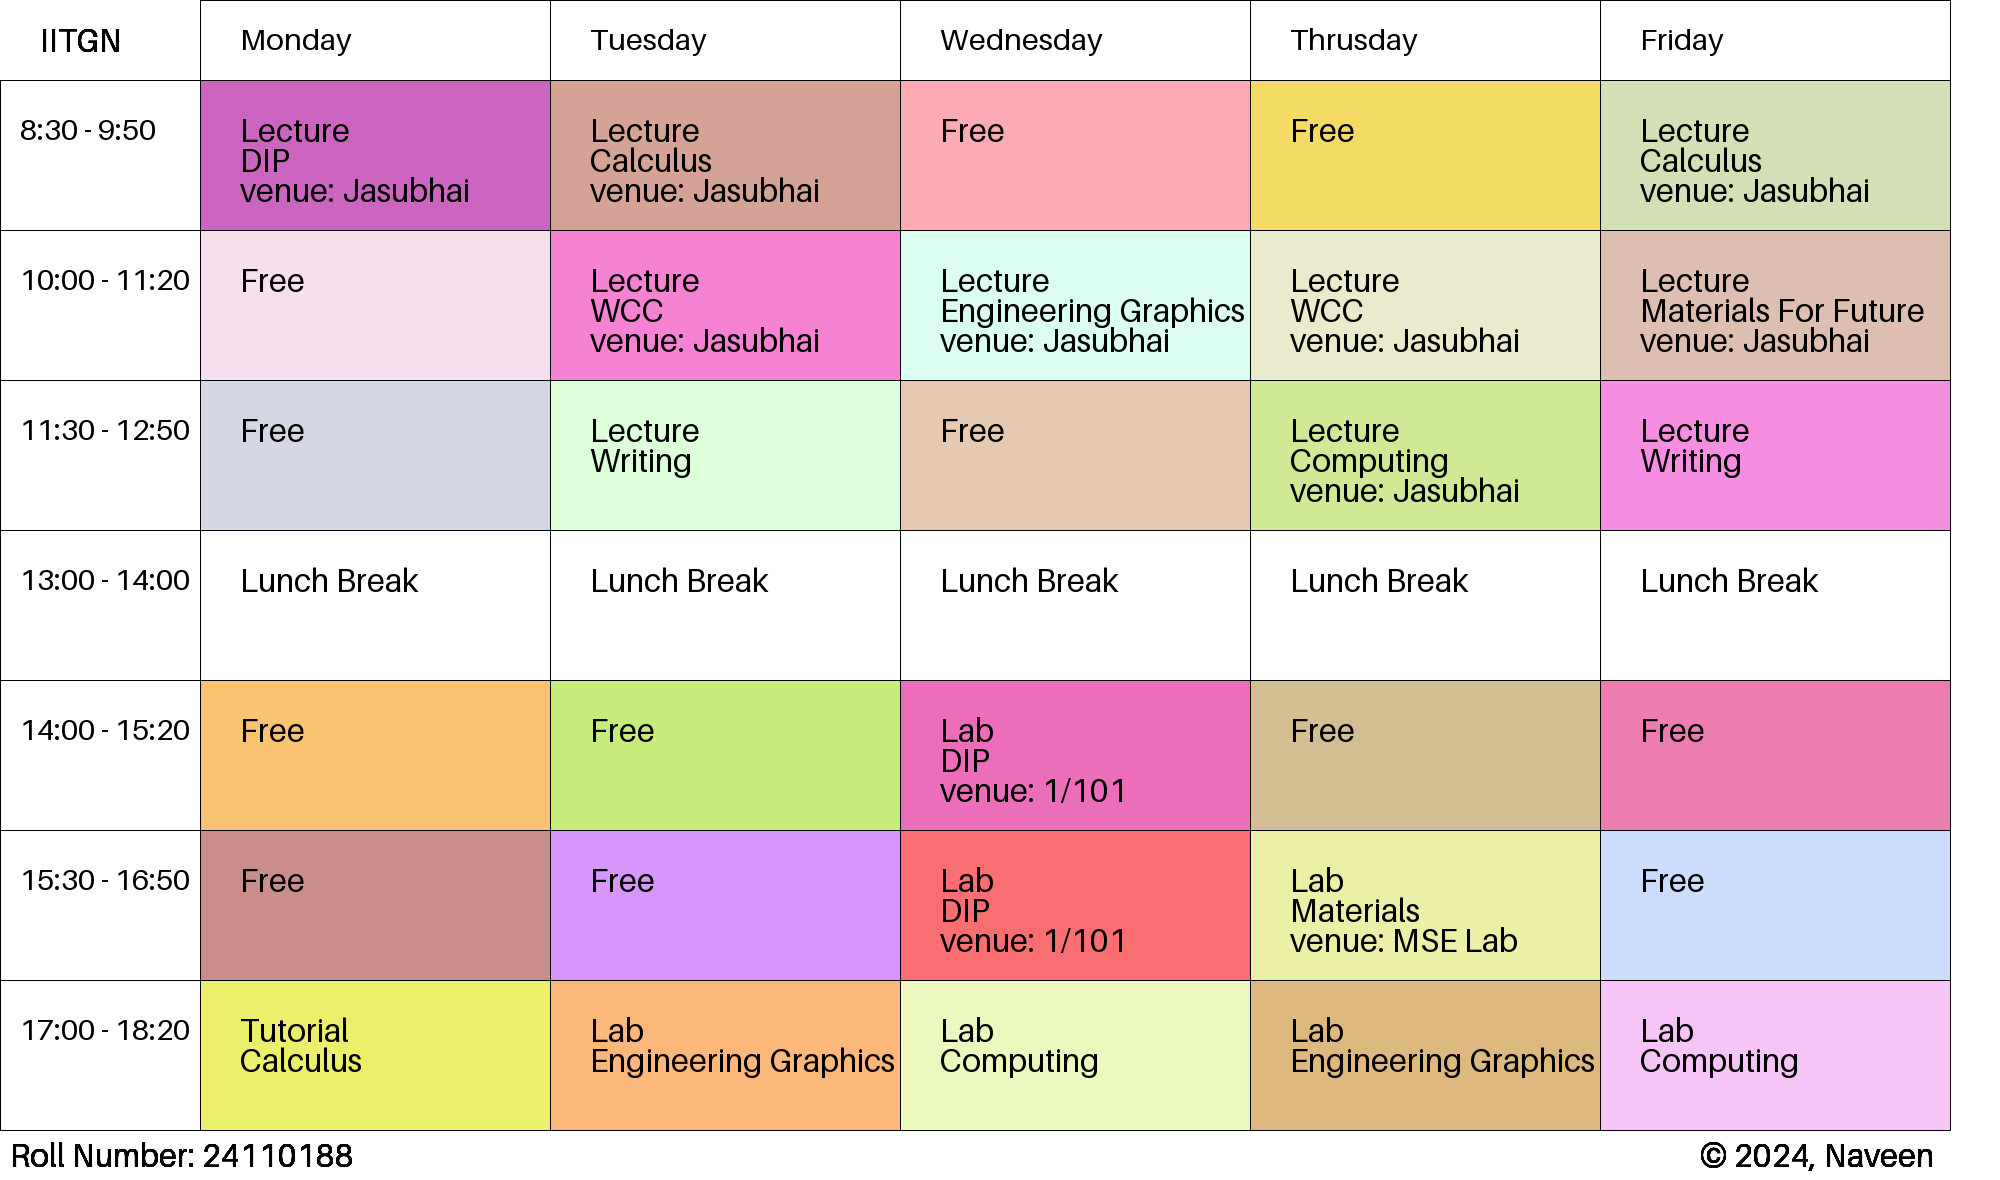 IITGN Monday Tuesday Wednesday Thrusday Friday
8:30 - 9:50
Lecture
DIP
venue: Jasubhai
Lecture
Calculus
venue: Jasubhai
Free
Free
Lecture
Calculus
venue: Jasubhai
10:00 - 11:20
Free
Lecture
WCC
venue: Jasubhai
Lecture
Engineering Graphics
venue: Jasubhai
Lecture
WCC
venue: Jasubhai
Lecture
Materials For Future
venue: Jasubhai
11:30 - 12:50
Free
Lecture
Writing
Free
Lecture
Computing
venue: Jasubhai
Lecture
Writing
13:00 - 14:00
Lunch Break
Lunch Break
Lunch Break
Lunch Break
Lunch Break
14:00 - 15:20
Free
Free
Lab
DIP
venue: 1/101
Free
Free
15:30 - 16:50
Free
Free
Lab
DIP
venue: 1/101
Lab
Materials
venue: MSE Lab
Free
17:00 - 18:20
Tutorial
Calculus
Lab
Engineering Graphics
Lab
Computing
Lab
Engineering Graphics
Lab
Computing
Roll Number: 24110188
© 2024, Naveen